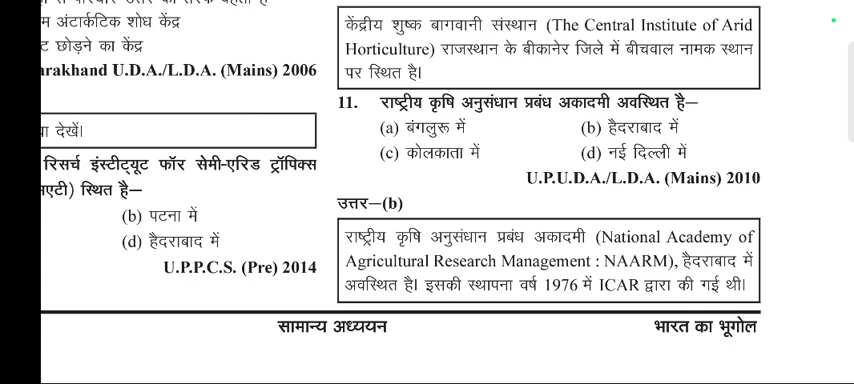 म अंटार्कटिक शोध केंद्र
ट छोड़ने का केंद्र
U.D.A./L.D.A. (Mains) 2006
देखें।
रिसर्च इंस्टीट्यूट फॉर सेमी-एरिड ट्रॉपिक्स
स्थित है—
(b) पटना में
(d) हैदराबाद में
U.P.P.C.S. (Pre) 2014
केंद्रीय शुष्क बागवानी संस्थान (The Central Institute of Arid
Horticulture) राजस्थान के बीकानेर जिले में बीचवाल नामक स्थान
पर स्थित है।
11. राष्ट्रीय कृषि अनुसंधान प्रबंध अकादमी अवस्थित है—
(a) बंगलुरू में (b) हैदराबाद में
(c) कोलकाता में (d) नई दिल्ली में
U.P.U.D.A./L.D.A. (Mains) 2010
उत्तर—(b)
राष्ट्रीय कृषि अनुसंधान प्रबंध अकादमी (National Academy of
Agricultural Research Management : NAARM), हैदराबाद में
अवस्थित है। इसकी स्थापना वर्ष 1976 में ICAR द्वारा की गई थी।
सामान्य अध्ययन भारत का भूगोल